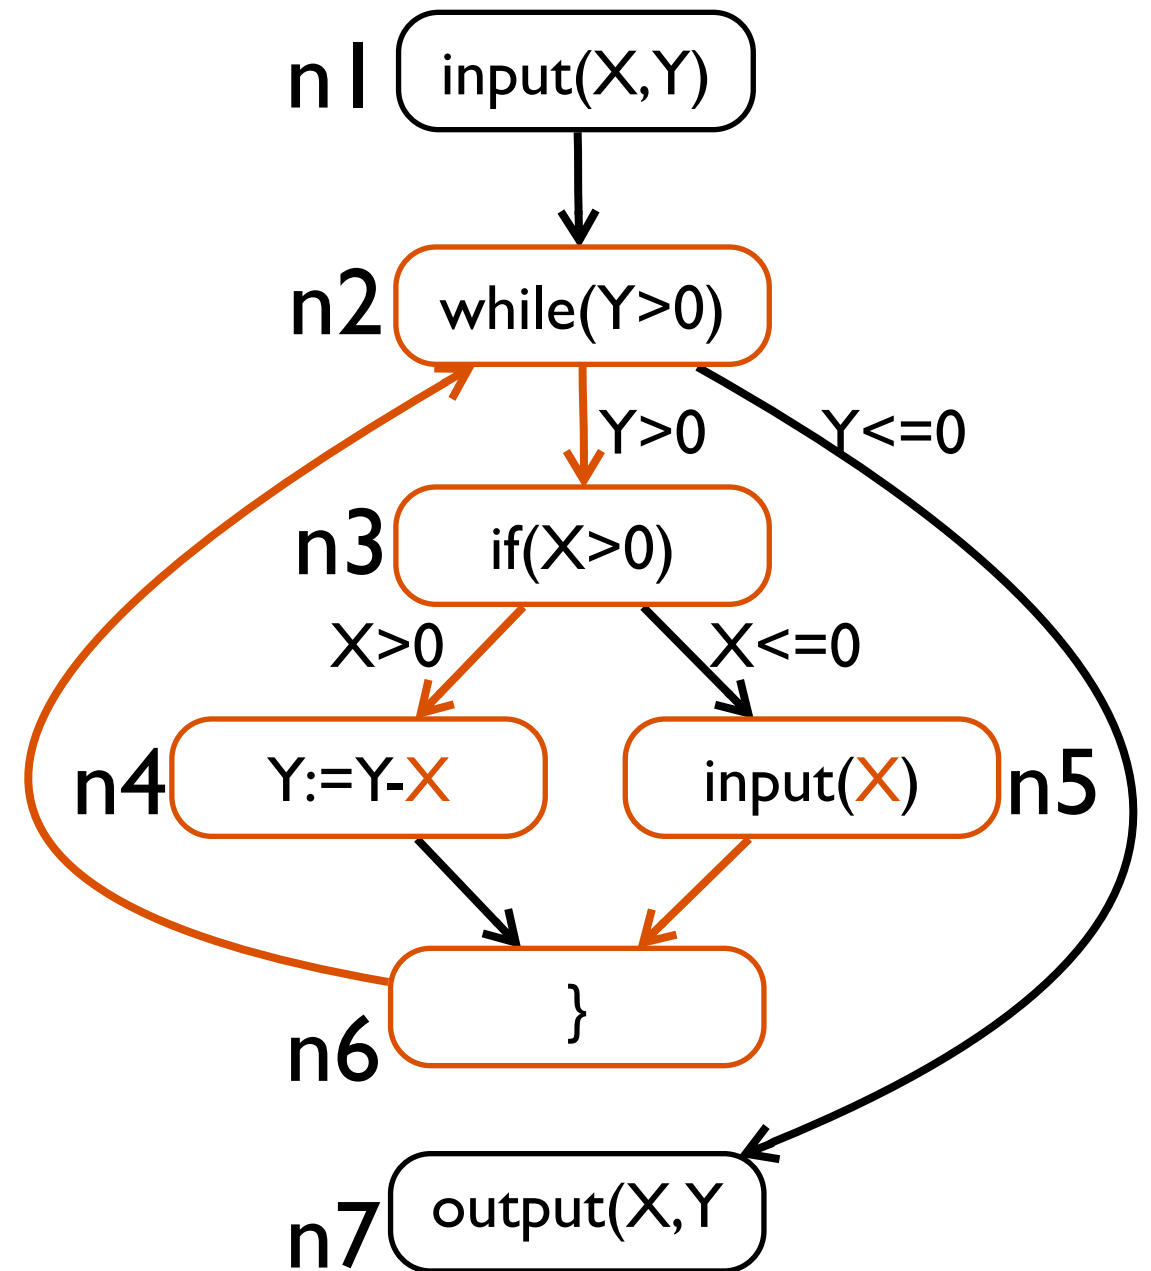 n1
input(X,Y)
n2
while(Y>0)
Y>0
Y<=0
n3
if(X>0)
X>0
X<=0
n4
Y:=Y-X
input(X)
n5
}
n6
output(X,Y
n7